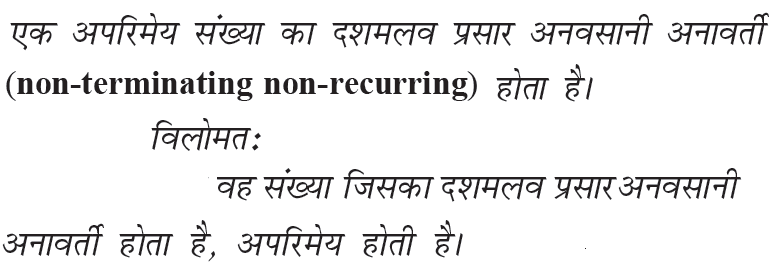 एक अपरिमेय संख्या का दशमलव प्रसार अनवसानी अनावर्ती
(non-terminating non-recurring) होता है।
विलोमतः
वह संख्या जिसका दशमलव प्रसार अनवसानी
अनावर्ती होता है, अपरिमेय होती है।